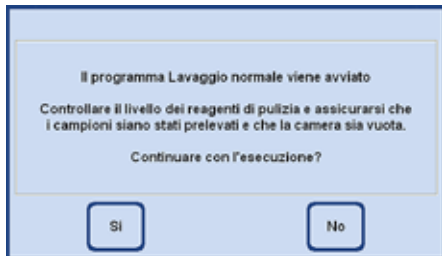 Il programma Lavaggio normale viene avviato
Controllare il livello dei reagenti di pulizia e assicurarsi che
i campioni siano stati prelevati e che la camera sia vuota.
Continuare con l'esecuzione?
Sì No